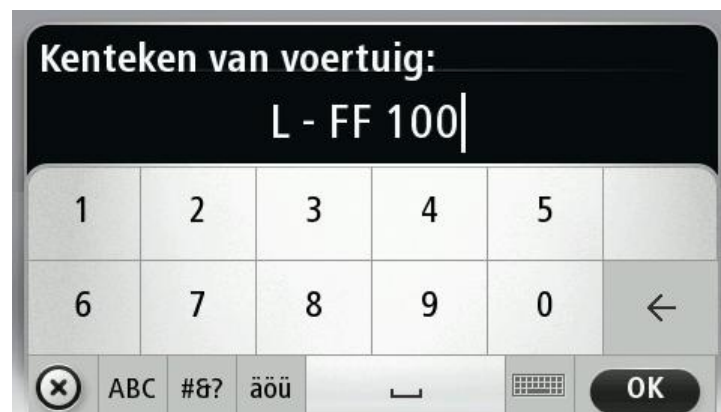 Kenteken van voertuig:
L - FF 100
1 2 3 4 5
6 7 8 9 0 ←
ABC #&? äöü OK